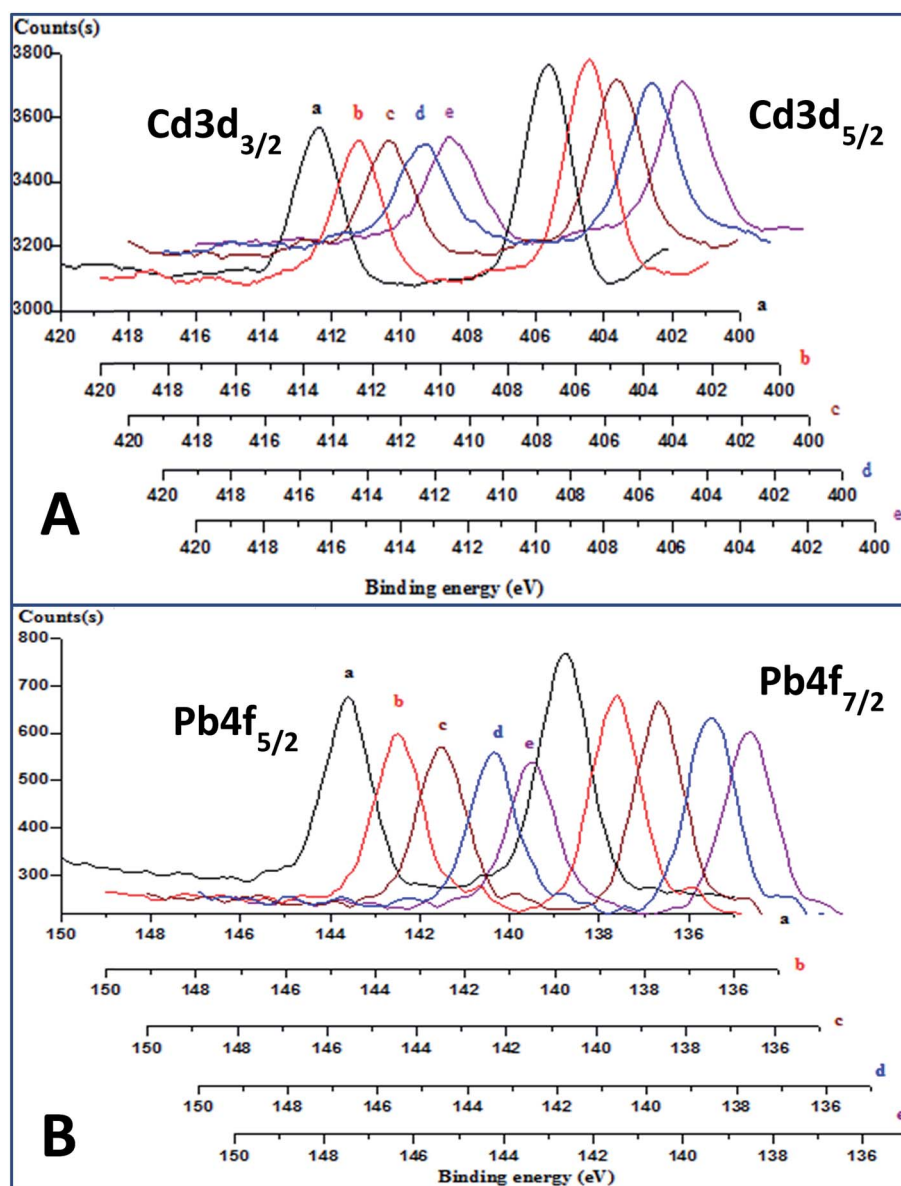 Counts(s)
3800
3600
3400
3200
3000
Cd3d3/2
a b c d e
Cd3d5/2
420 418 416 414 412 410 408 406 404 402 400 a
420 418 416 414 412 410 408 406 404 402 400 b
420 418 416 414 412 410 408 406 404 402 400 c
420 418 416 414 412 410 408 406 404 402 400 d
420 418 416 414 412 410 408 406 404 402 400 e
A
Binding energy (eV)
Counts(s)
800
700
600
500
400
300
Pb4f5/2
a b c d e
Pb4f7/2
150 148 146 144 142 140 138 136 a
150 148 146 144 142 140 138 136 b
150 148 146 144 142 140 138 136 c
150 148 146 144 142 140 138 136 d
150 148 146 144 142 140 138 136 e
B
Binding energy (eV)